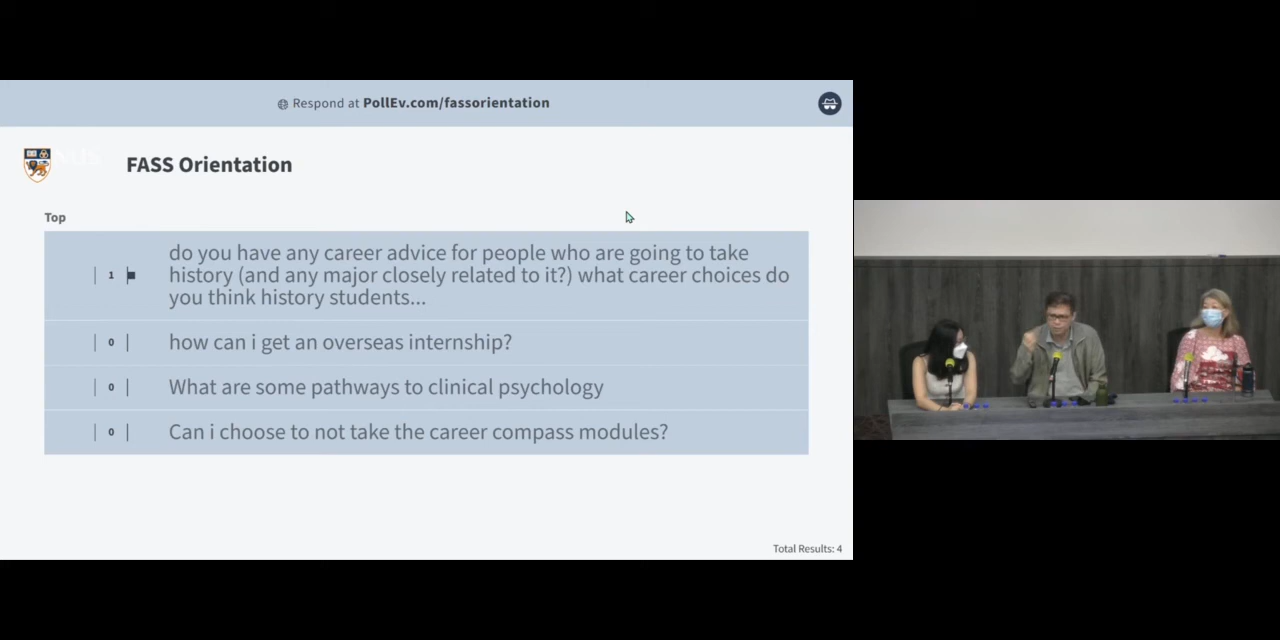 Respond at PollEv.com/fassorientation
NUS
FASS Orientation
Top
1
do you have any career advice for people who are going to take
history (and any major closely related to it?) what career choices do
you think history students...
0
how can i get an overseas internship?
0
What are some pathways to clinical psychology
0
Can i choose to not take the career compass modules?
Total Results: 4